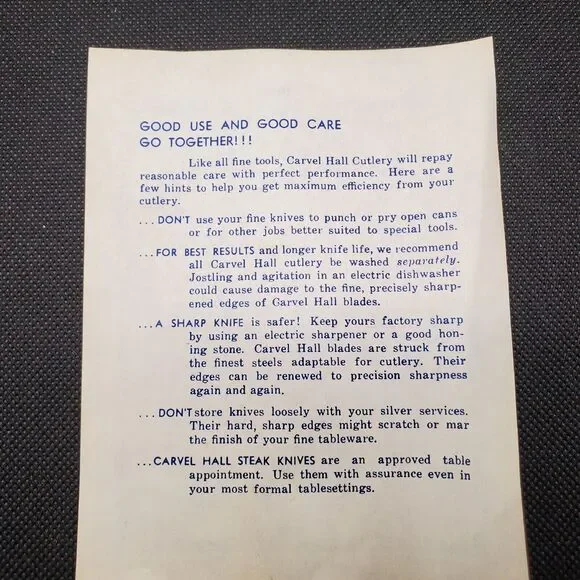 GOOD USE AND GOOD CARE
GO TOGETHER!!!
Like all fine tools, Carvel Hall Cutlery will repay
reasonable care with perfect performance. Here are a
few hints to help you get maximum efficiency from your
cutlery.
...DON'T use your fine knives to punch or pry open cans
or for other jobs better suited to special tools.
...FOR BEST RESULTS and longer knife life, we recommend
all Carvel Hall cutlery be washed separately.
Jostling and agitation in an electric dishwasher
could cause damage to the fine, precisely sharp-
ened edges of Carvel Hall blades.
...A SHARP KNIFE is safer! Keep yours factory sharp
by using an electric sharpener or a good hon-
ing stone. Carvel Hall blades are struck from
the finest steels adaptable for cutlery. Their
edges can be renewed to precision sharpness
again and again.
...DON'T store knives loosely with your silver services.
Their hard, sharp edges might scratch or mar
the finish of your fine tableware.
...CARVEL HALL STEAK KNIVES are an approved table
appointment. Use them with assurance even in
your most formal tablesettings.